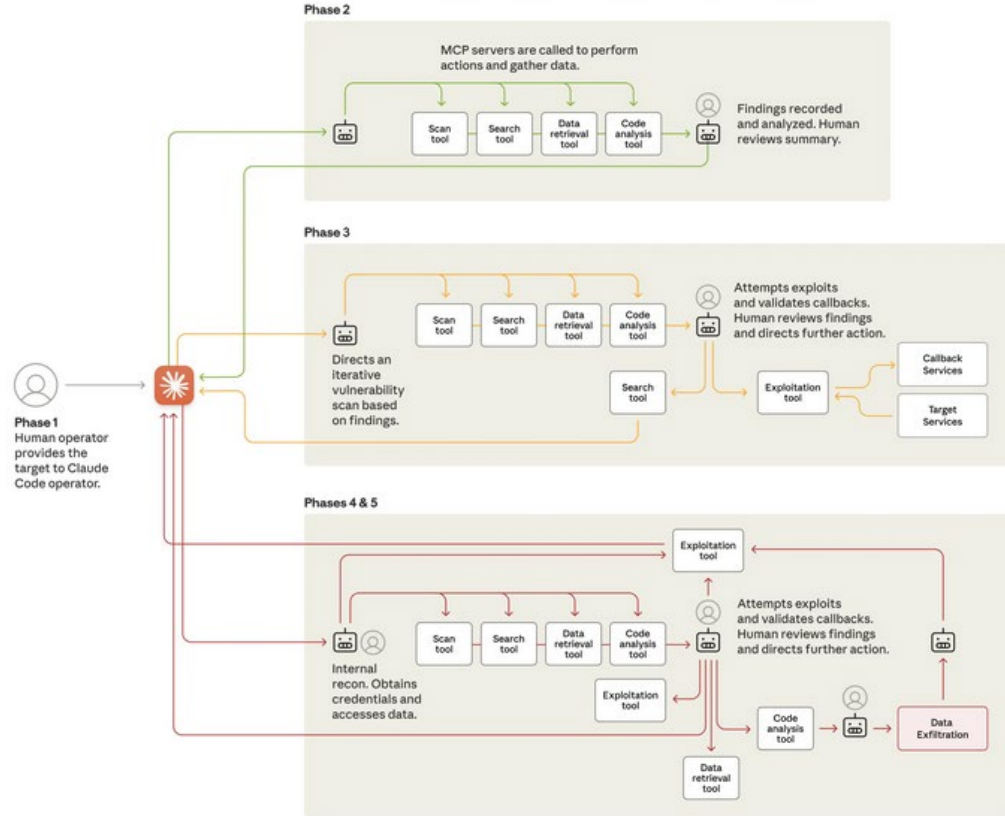 Phase 2
MCP servers are called to perform
actions and gather data.
Scan
tool
Search
tool
Data
retrieval
tool
Code
analysis
tool
Findings recorded
and analyzed. Human
reviews summary.
Phase 3
Scan
tool
Search
tool
Data
retrieval
tool
Code
analysis
tool
Attempts exploits
and validates callbacks.
Human reviews findings
and directs further action.
Directs an
iterative
vulnerability
scan based
on findings.
Search
tool
Exploitation
tool
Callback
Services
Target
Services
Phase 1
Human operator
provides the
target to Claude
Code operator.
Phases 4 & 5
Exploitation
tool
Scan
tool
Search
tool
Data
retrieval
tool
Code
analysis
tool
Attempts exploits
and validates callbacks.
Human reviews findings
and directs further action.
Internal
recon. Obtains
credentials and
accesses data.
Exploitation
tool
Code
analysis
tool
Data
Exfiltration
Data
retrieval
tool